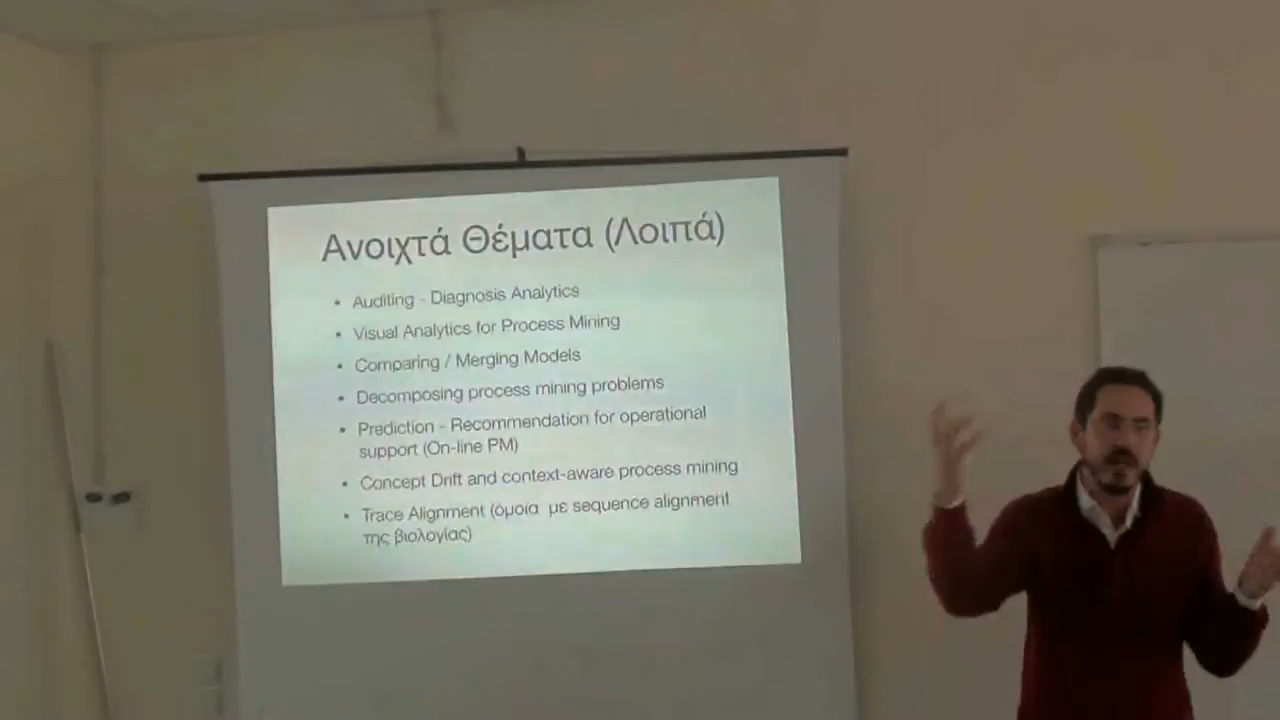 Ανοιχτά Θέματα (Λοιπά)
• Auditing - Diagnosis Analytics
• Visual Analytics for Process Mining
• Comparing / Merging Models
• Decomposing process mining problems
• Prediction - Recommendation for operational
support (On-line PM)
• Concept Drift and context-aware process mining
• Trace Alignment (όμοια με sequence alignment
της βιολογίας)